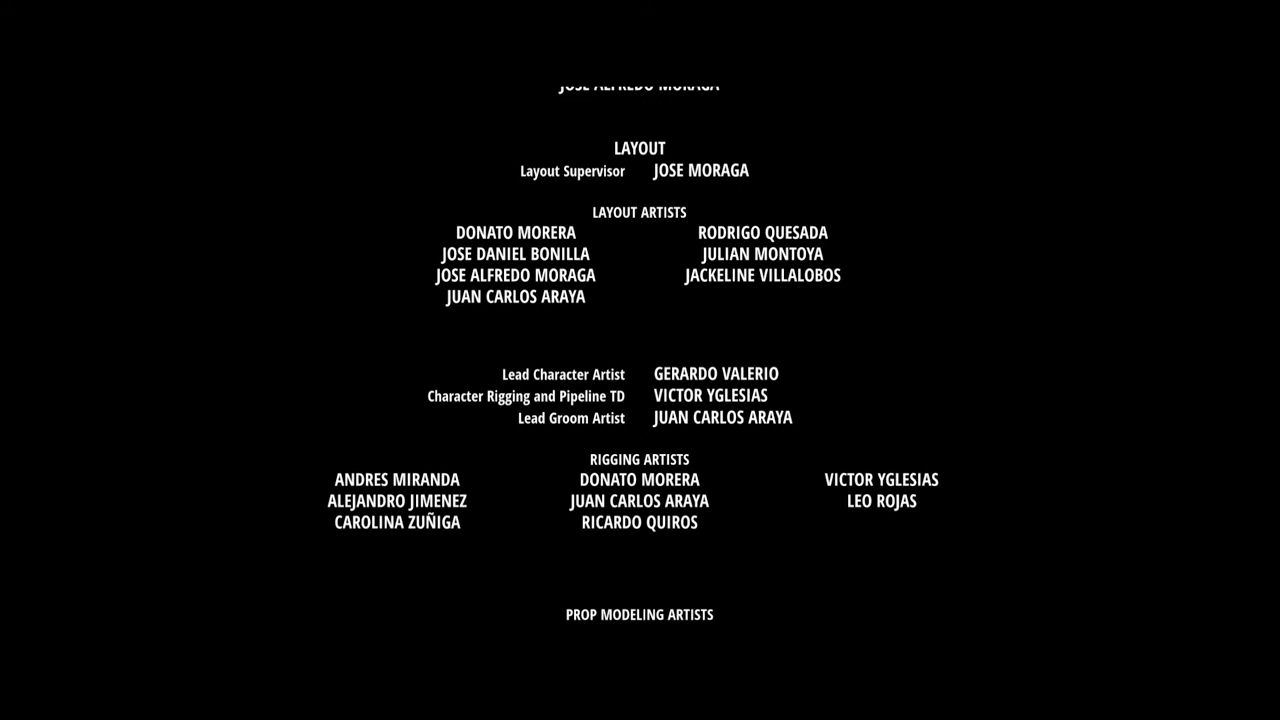 JOSE ALFREDO MORAGA
LAYOUT
Layout Supervisor JOSE MORAGA
LAYOUT ARTISTS
DONATO MORERA RODRIGO QUESADA
JOSE DANIEL BONILLA JULIAN MONTOYA
JOSE ALFREDO MORAGA JACKELINE VILLALOBOS
JUAN CARLOS ARAYA
Lead Character Artist GERARDO VALERIO
Character Rigging and Pipeline TD VICTOR YGLESIAS
Lead Groom Artist JUAN CARLOS ARAYA
RIGGING ARTISTS
ANDRES MIRANDA DONATO MORERA VICTOR YGLESIAS
ALEJANDRO JIMENEZ JUAN CARLOS ARAYA LEO ROJAS
CAROLINA ZUÑIGA RICARDO QUIROS
PROP MODELING ARTISTS